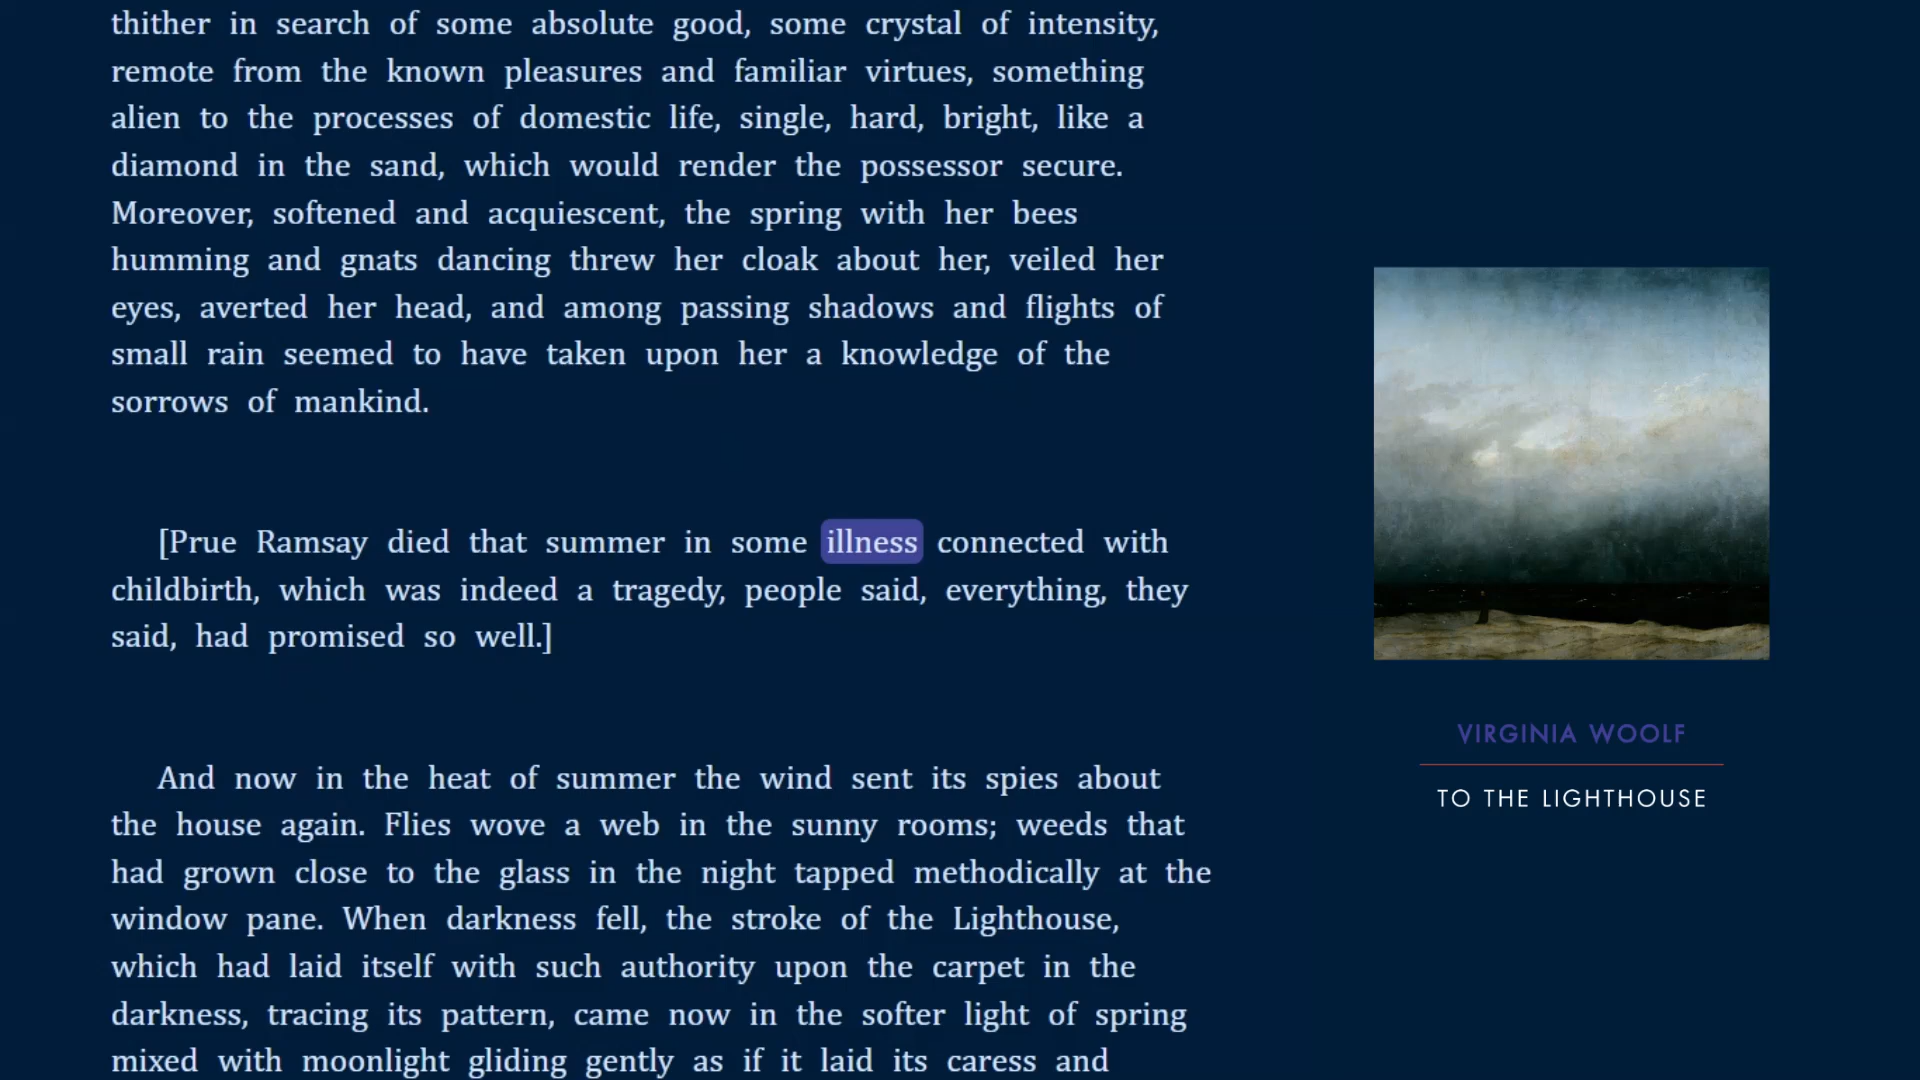 thither in search of some absolute good, some crystal of intensity,
remote from the known pleasures and familiar virtues, something
alien to the processes of domestic life, single, hard, bright, like a
diamond in the sand, which would render the possessor secure.
Moreover, softened and acquiescent, the spring with her bees
humming and gnats dancing threw her cloak about her, veiled her
eyes, averted her head, and among passing shadows and flights of
small rain seemed to have taken upon her a knowledge of the
sorrows of mankind.
[Prue Ramsay died that summer in some illness connected with
childbirth, which was indeed a tragedy, people said, everything, they
said, had promised so well.]
And now in the heat of summer the wind sent its spies about
the house again. Flies wove a web in the sunny rooms; weeds that
had grown close to the glass in the night tapped methodically at the
window pane. When darkness fell, the stroke of the Lighthouse,
which had laid itself with such authority upon the carpet in the
darkness, tracing its pattern, came now in the softer light of spring
mixed with moonlight gliding gently as if it laid its caress and
VIRGINIA WOOLF
TO THE LIGHTHOUSE